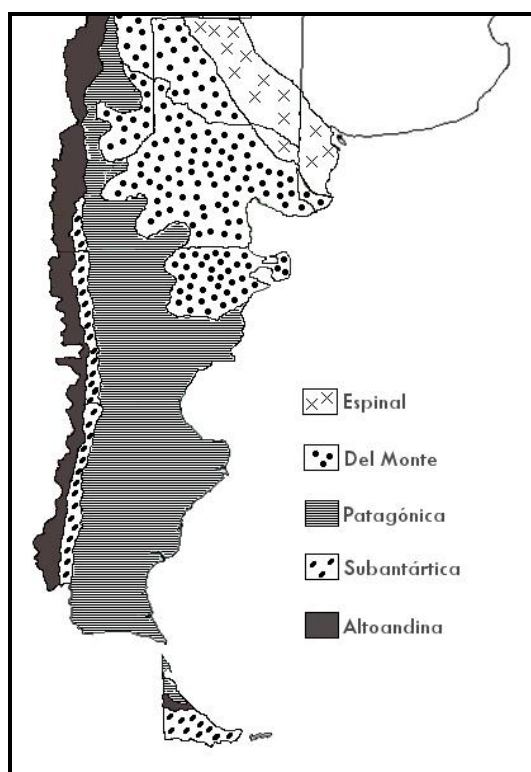 Espinal
Del Monte
Patagónica
Subantártica
Altoandina